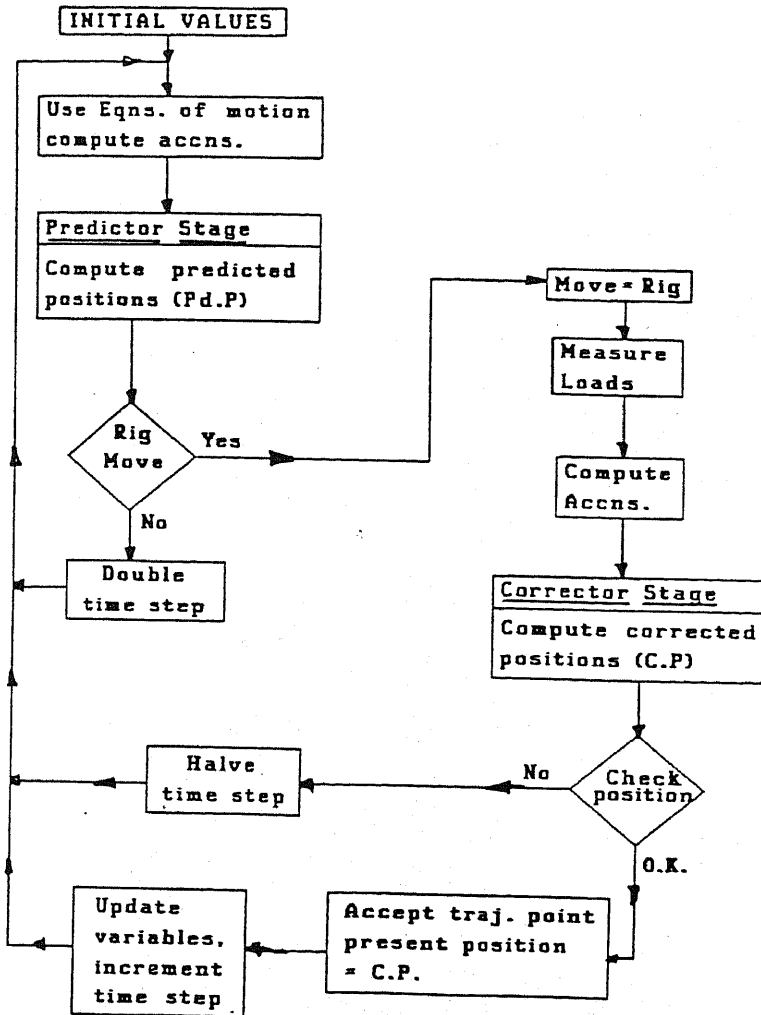 INITIAL VALUES
Use Eqns. of motion
compute accns.
Predictor Stage
Compute predicted
positions (Pd.P)
Rig
Move
Yes
No
Double
time step
Move = Rig
Measure
Loads
Compute
Accns.
Corrector Stage
Compute corrected
positions (C.P)
Check
position
No
Halve
time step
O.K.
Accept traj. point
present position
= C.P.
Update
variables,
increment
time step